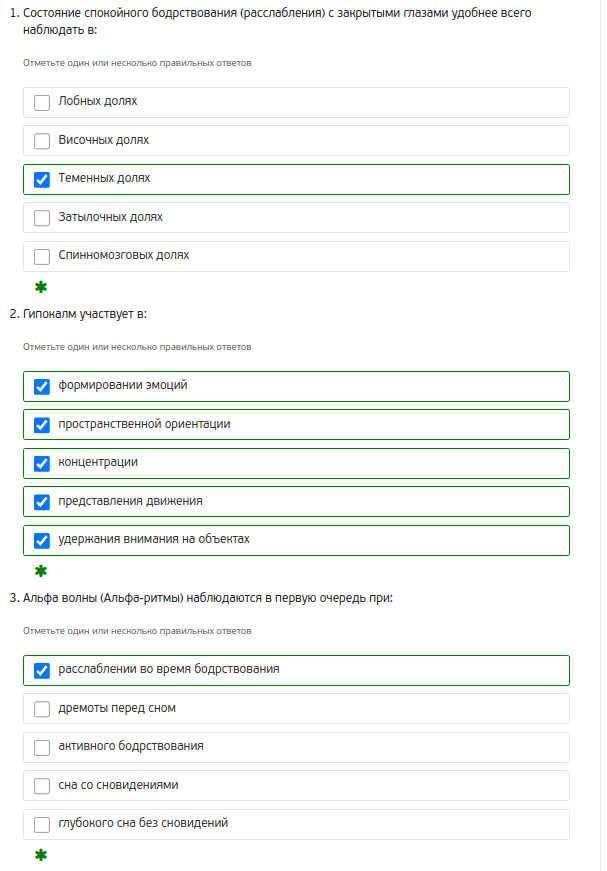 1. Состояние спокойного бодрствования (расслабления) с закрытыми глазами удобнее всего
наблюдать в:
Отметьте один или несколько правильных ответов
Лобных долях
Височных долях
Теменных долях
Затылочных долях
Спинномозговых долях
✱
2. Гипокалм участвует в:
Отметьте один или несколько правильных ответов
формировании эмоций
пространственной ориентации
концентрации
представления движения
удержания внимания на объектах
✱
3. Альфа волны (Альфа-ритмы) наблюдаются в первую очередь при:
Отметьте один или несколько правильных ответов
расслаблении во время бодрствования
дремоты перед сном
активного бодрствования
сна со сновидениями
глубокого сна без сновидений
✱